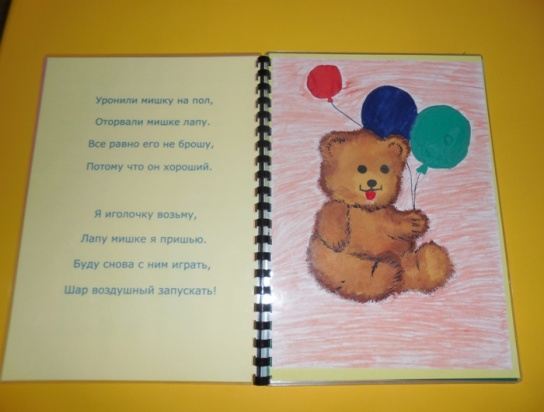 Уронили мишку на пол,
Оторвали мишке лапу.
Все равно его не брошу,
Потому что он хороший.
Я иголочку возьму,
Лапу мишке я пришью.
Буду снова с ним играть,
Шар воздушный запускать!